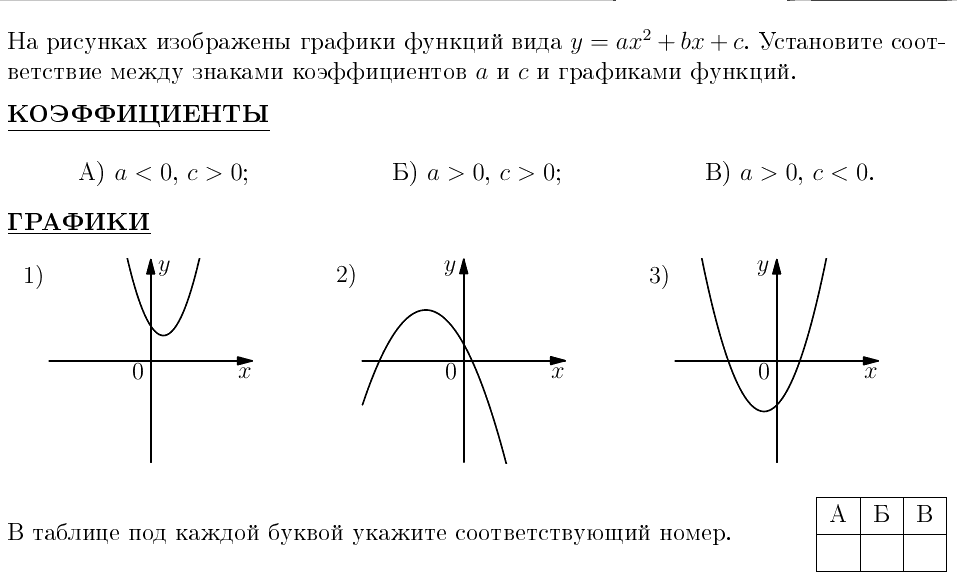 На рисунках изображены графики функций вида y = ax² + bx + c. Установите соот-
ветствие между знаками коэффициентов a и c и графиками функций.
КОЭФФИЦИЕНТЫ
А) a < 0, c > 0; Б) a > 0, c > 0; В) a > 0, c < 0.
ГРАФИКИ
1) y 2) y 3) y
0 x 0 x 0 x
А Б В
В таблице под каждой буквой укажите соответствующий номер.